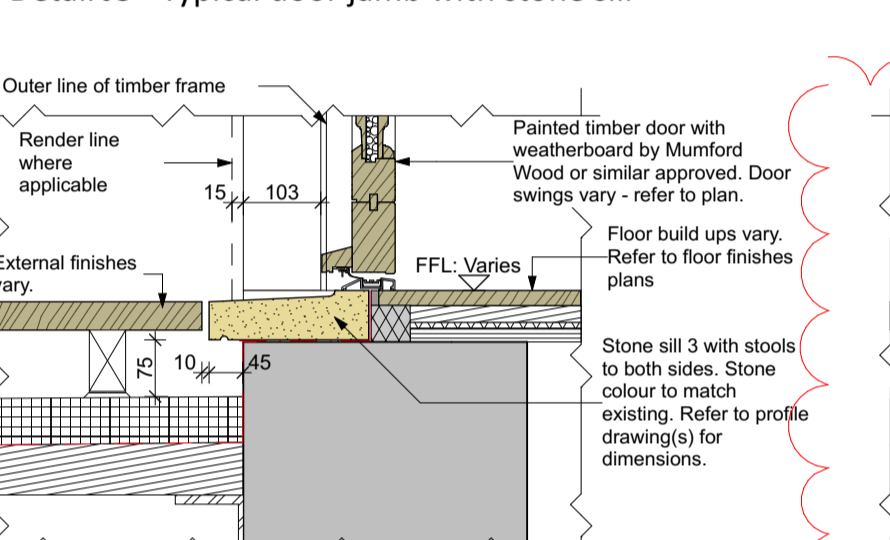 Outer line of timber frame
Render line
where
applicable
Painted timber door with
weatherboard by Mumford
Wood or similar approved. Door
swings vary - refer to plan.
15
103
Floor build ups vary.
Refer to floor finishes
plans
External finishes
vary.
FFL: Varies
Stone sill 3 with stools
to both sides. Stone
colour to match
existing. Refer to profile
drawing(s) for
dimensions.
75
10
45